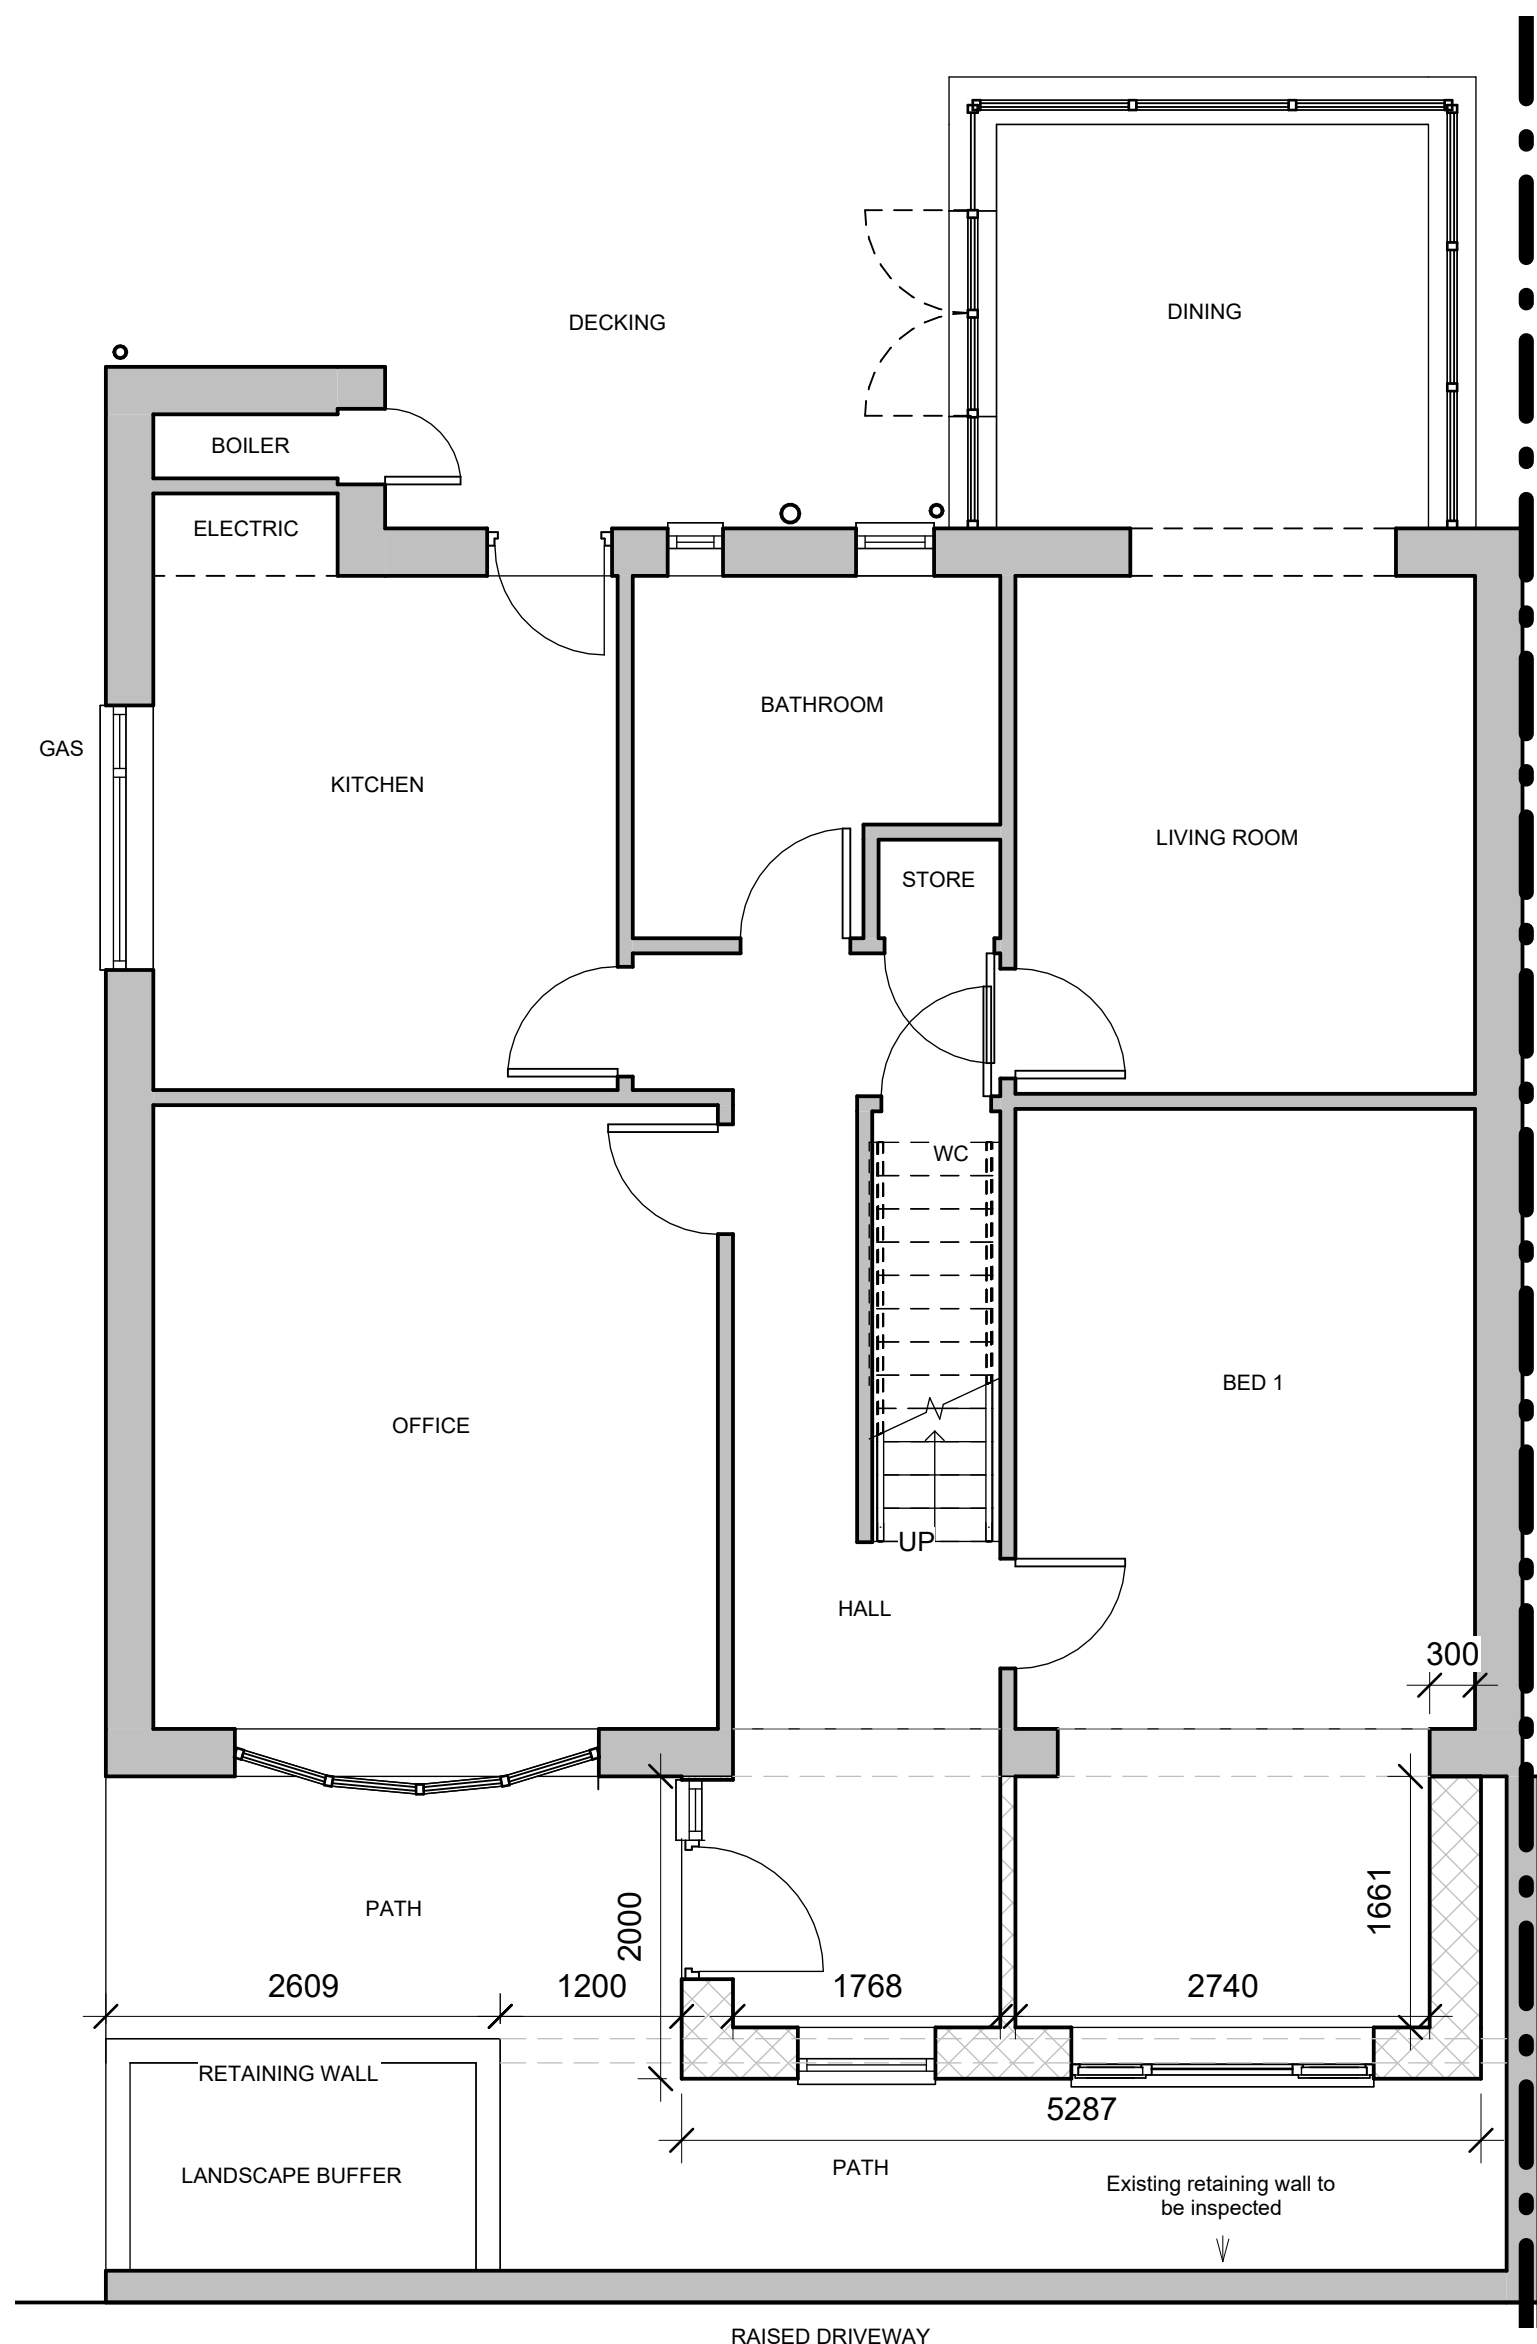 DINING
DECKING
BOILER
ELECTRIC
BATHROOM
GAS
KITCHEN
LIVING ROOM
STORE
WC
BED 1
OFFICE
UP
HALL
300
PATH
2000
1661
2609
1200
1768
2740
RETAINING WALL
5287
PATH
LANDSCAPE BUFFER
Existing retaining wall to
be inspected
RAISED DRIVEWAY